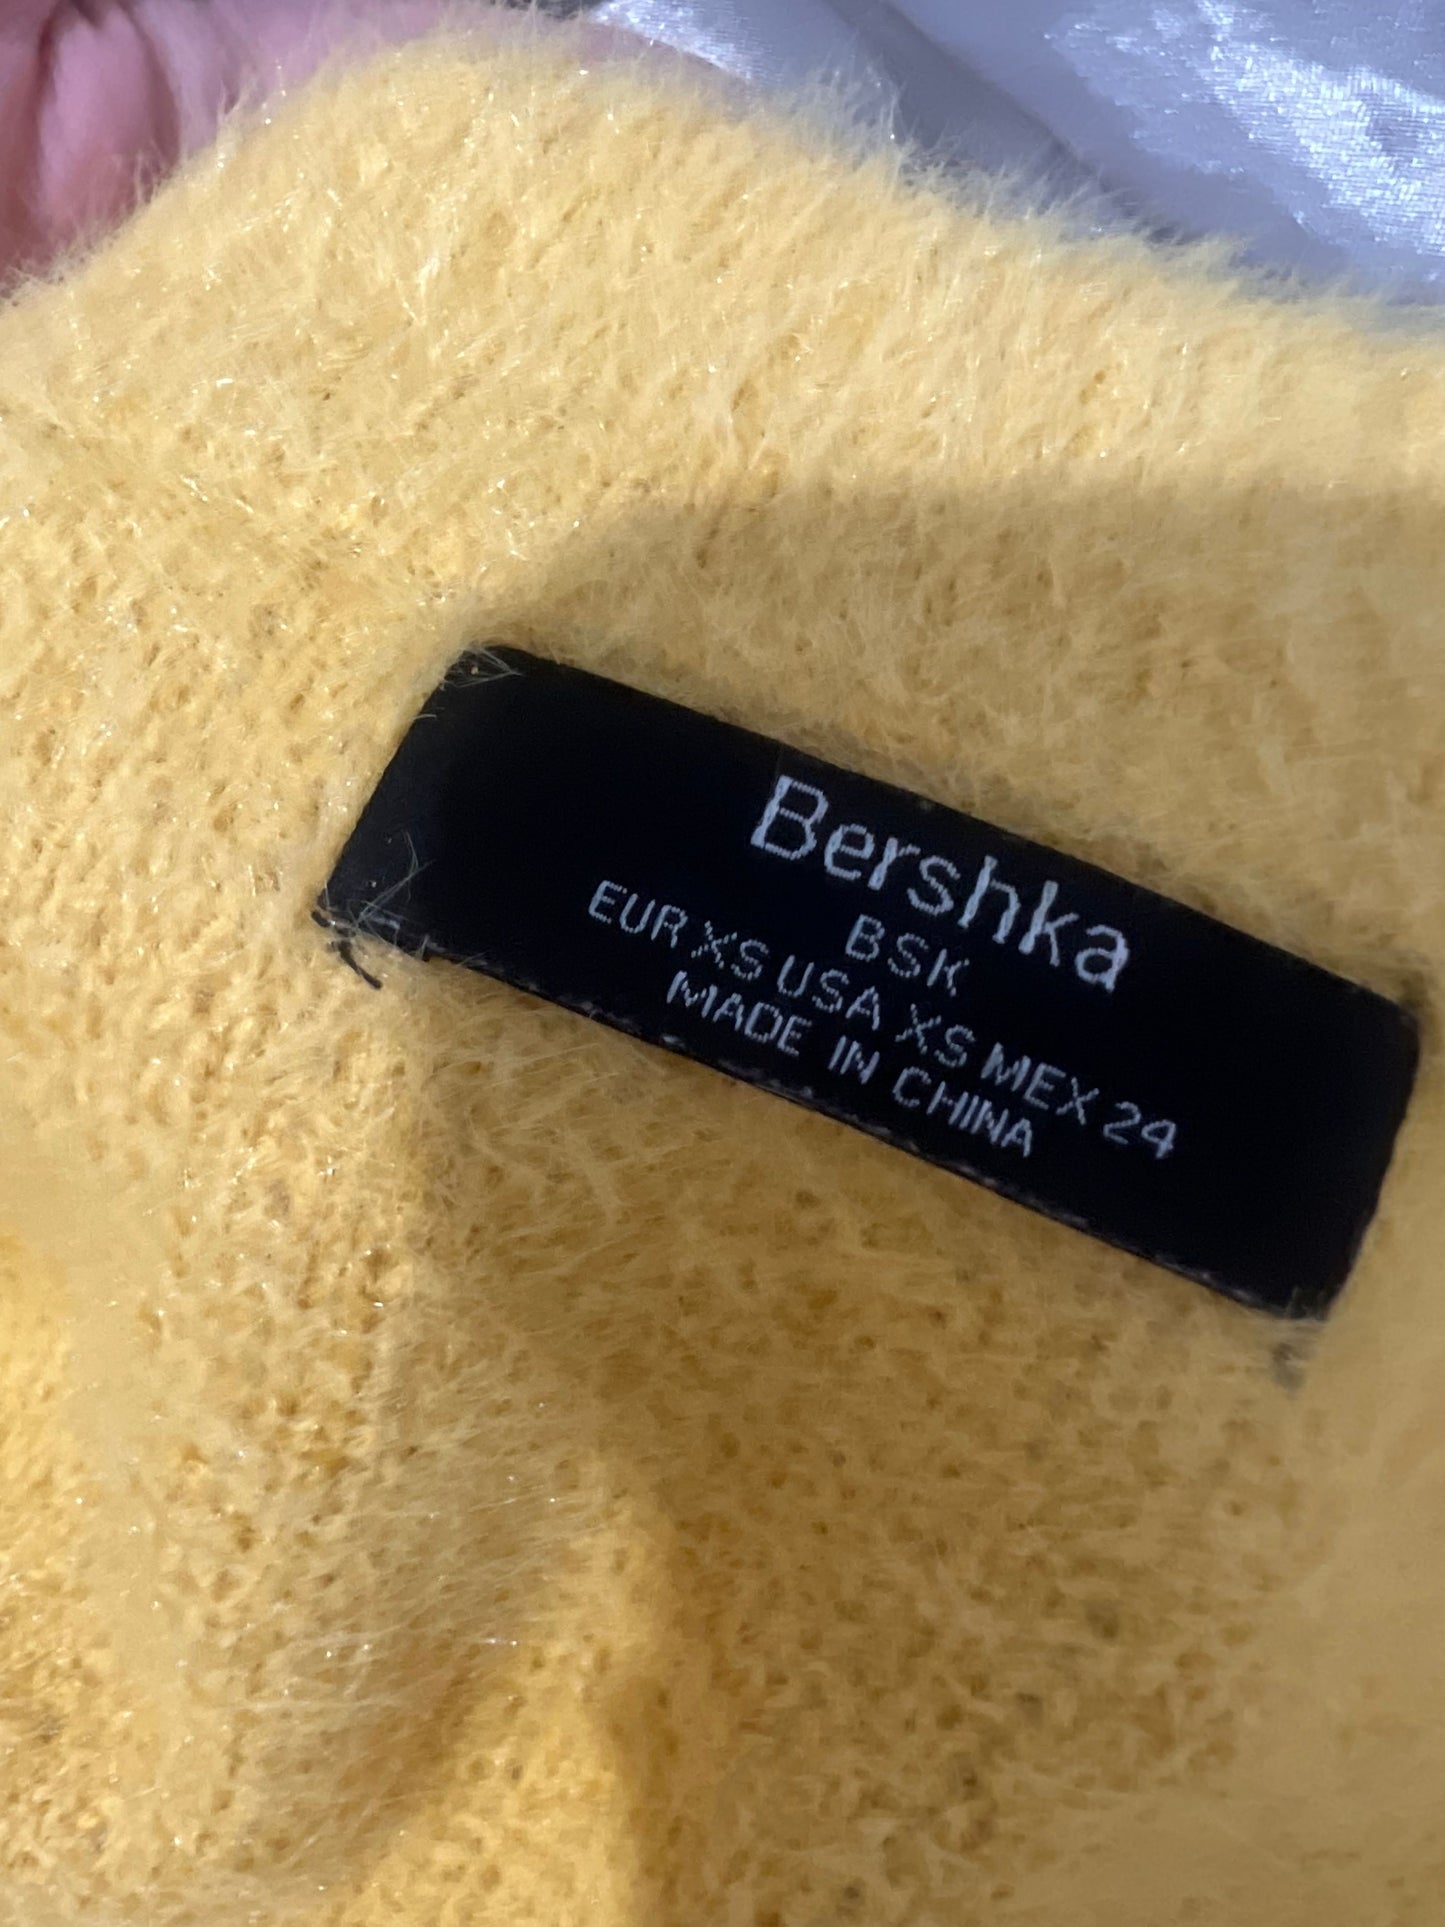 Bershka
BSK
EUR XS USA XS MEX 24
MADE IN CHINA